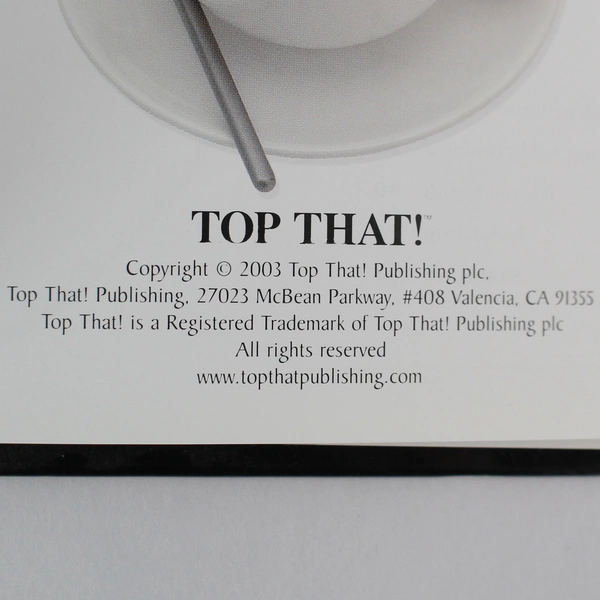 TOP THAT!™
Copyright © 2003 Top That! Publishing plc,
Top That! Publishing, 27023 McBean Parkway, #408 Valencia, CA 91355
Top That! is a Registered Trademark of Top That! Publishing plc
All rights reserved
www.topthatpublishing.com